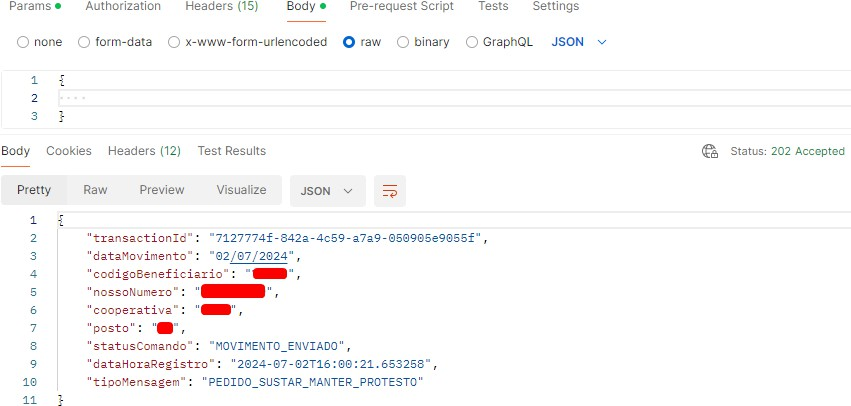 Params Authorization Headers (15) Body Pre-request Script Tests Settings
none form-data x-www-form-urlencoded raw binary GraphQL JSON
1 {
2 ····
3 }
Body Cookies Headers (12) Test Results Status: 202 Accepted
Pretty Raw Preview Visualize JSON
1 {
2 "transactionId": "7127774f-842a-4c59-a7a9-050905e9055f",
3 "dataMovimento": "02/07/2024",
4 "codigoBeneficiario": "",
5 "nossoNumero": "",
6 "cooperativa": "",
7 "posto": "",
8 "statusComando": "MOVIMENTO_ENVIADO",
9 "dataHoraRegistro": "2024-07-02T16:00:21.653258",
10 "tipoMensagem": "PEDIDO_SUSTAR_MANTER_PROTESTO"
11 }